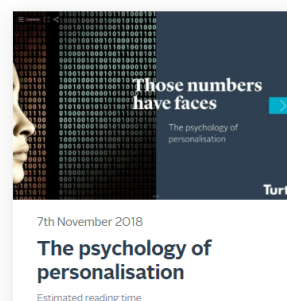 Those numbers
have faces
The psychology of
personalisation
Turt
7th November 2018
The psychology of
personalisation
Estimated reading time